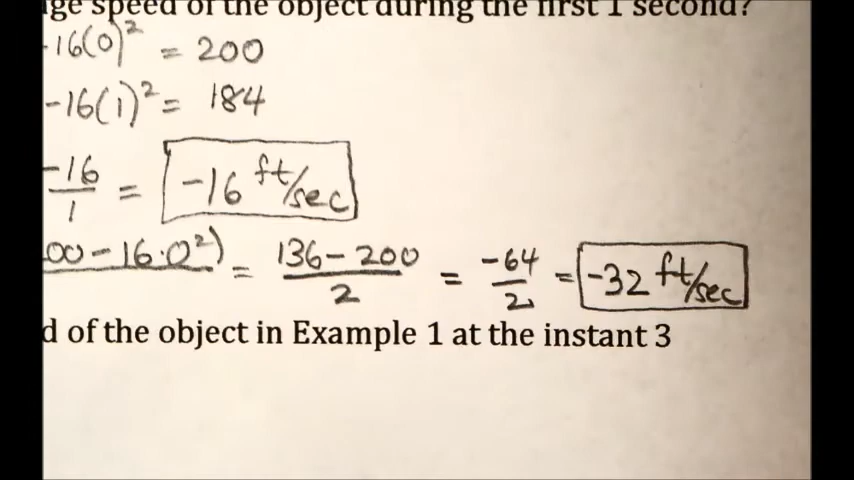 ge speed of the object during the first 1 second?
-16(0)² = 200
-16(1)² = 184
-16/1 = -16 ft/sec
00-16·0²) = 136-200/2 = -64/2 = -32 ft/sec
d of the object in Example 1 at the instant 3